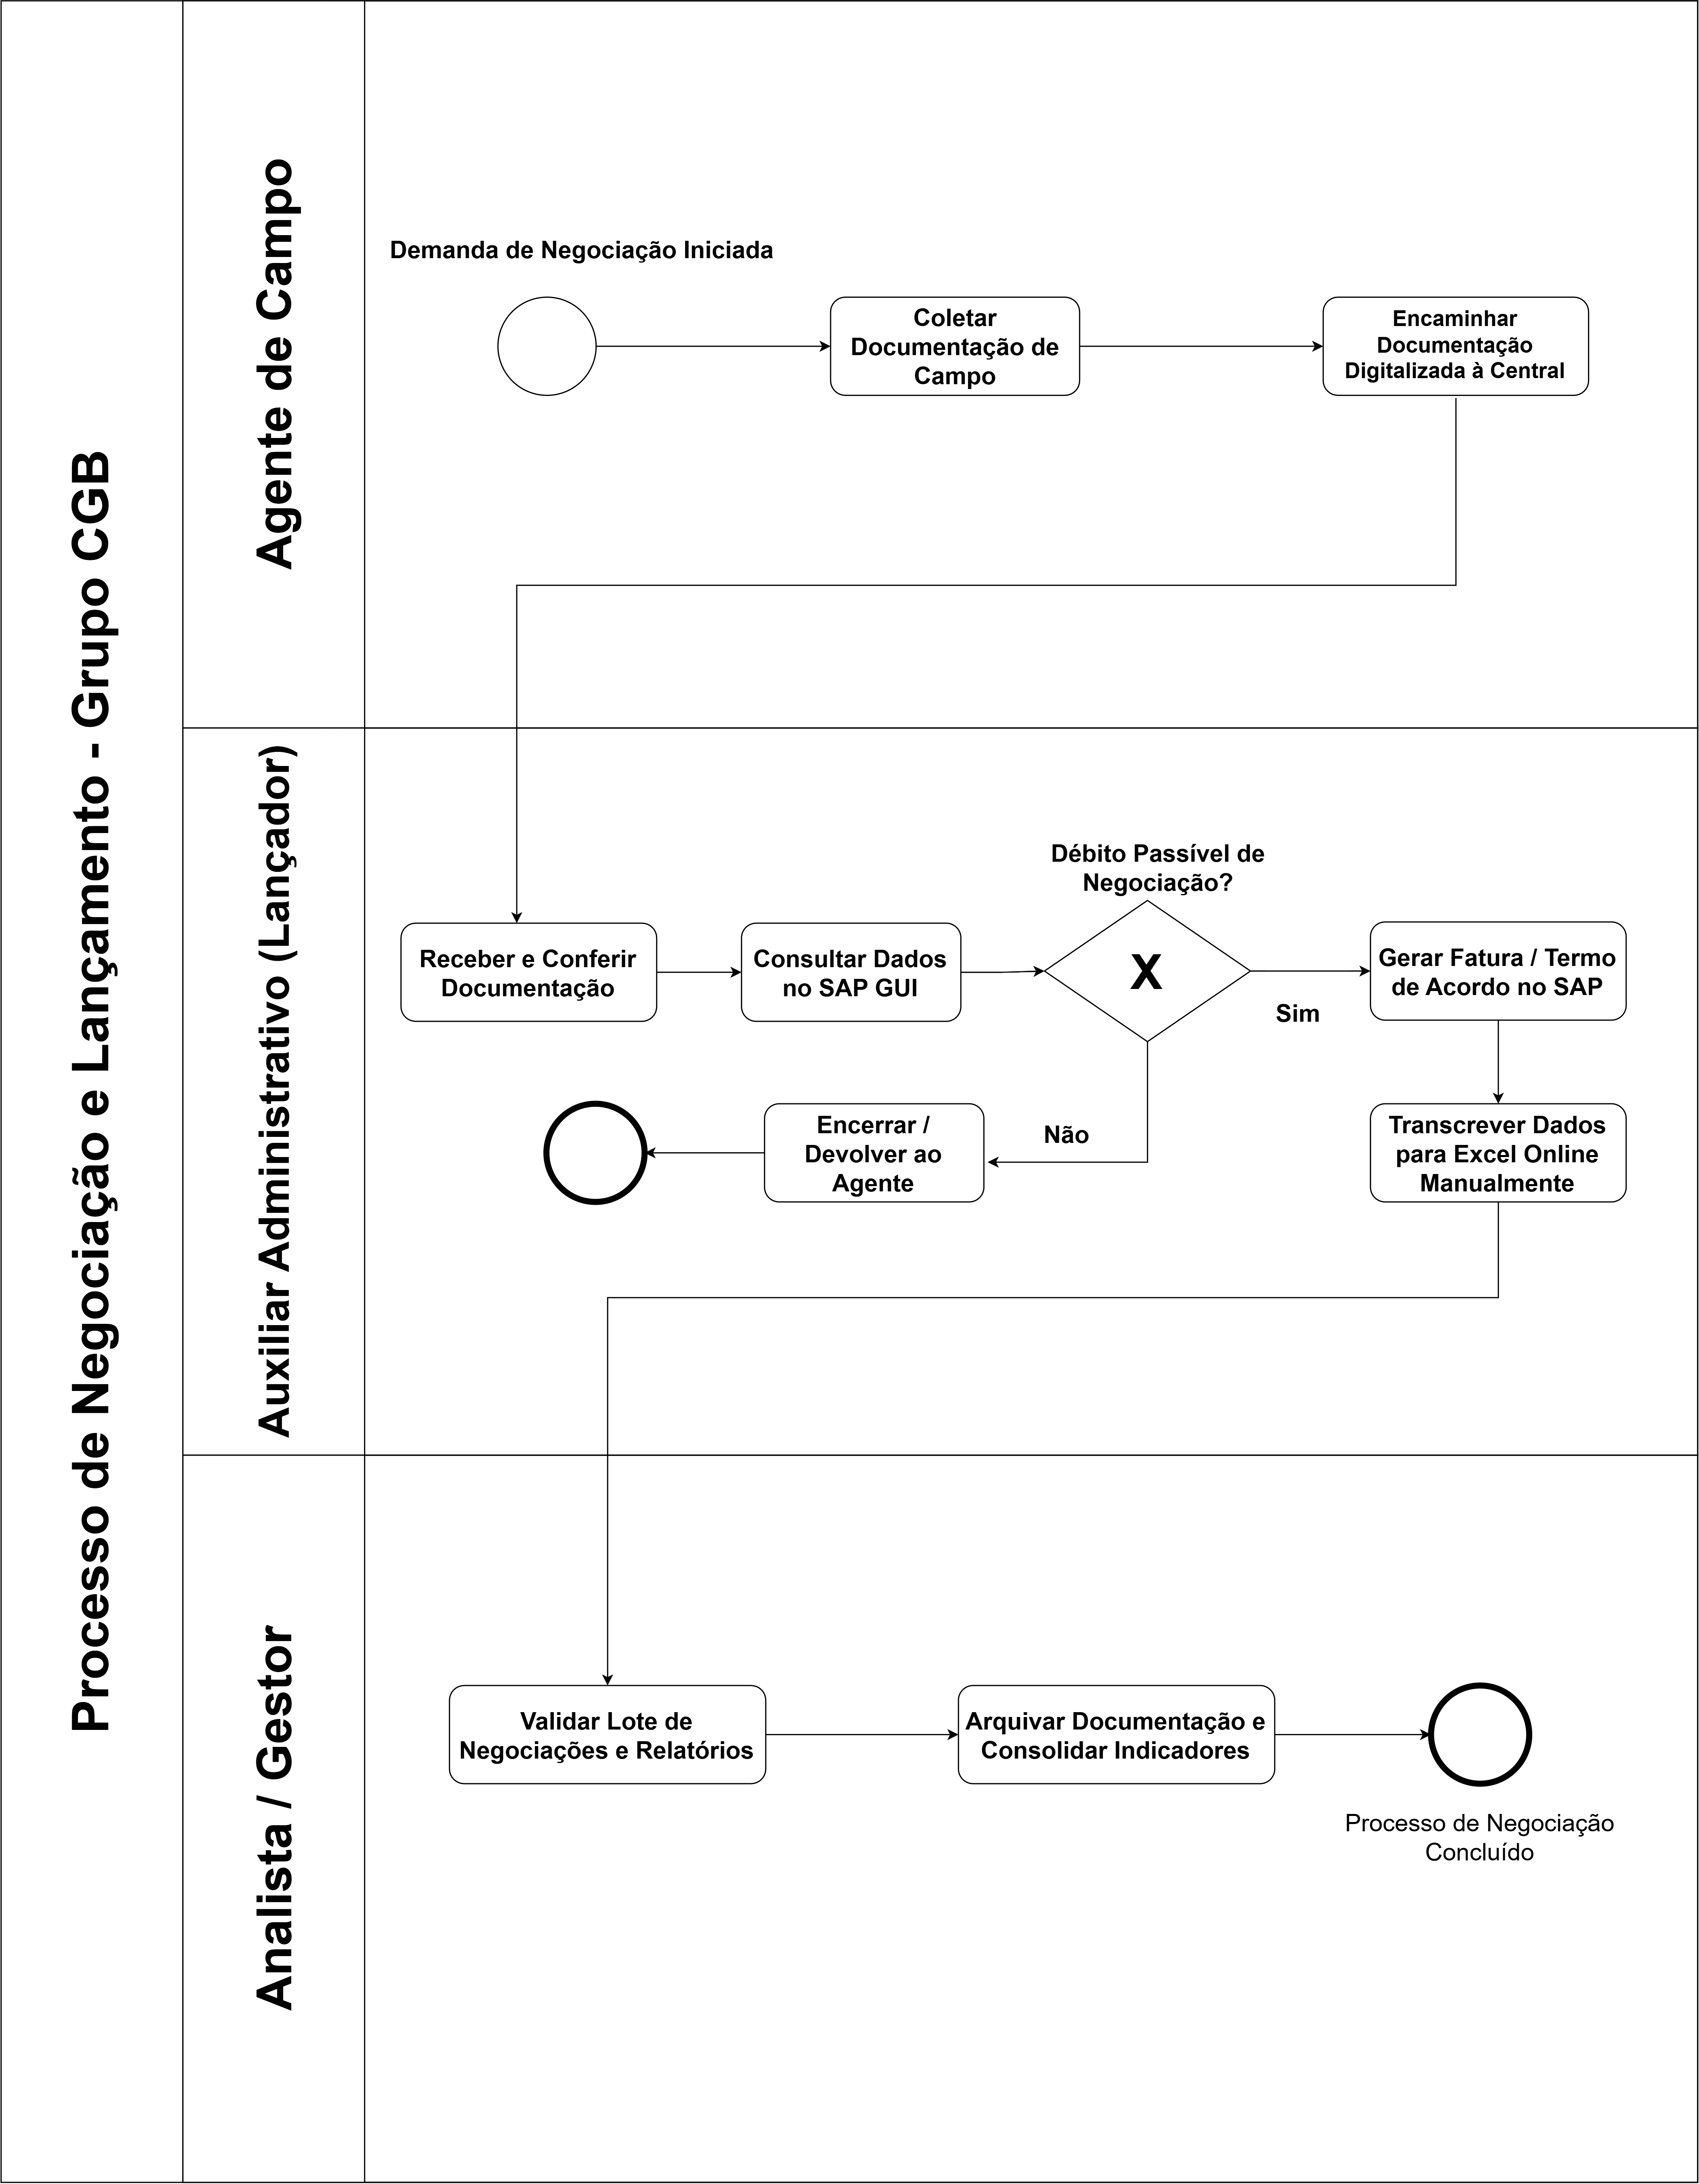 Processo de Negociação e Lançamento - Grupo CGB
Agente de Campo
Demanda de Negociação Iniciada
Coletar
Documentação de
Campo
Encaminhar
Documentação
Digitalizada à Central
Auxiliar Administrativo (Lançador)
Receber e Conferir
Documentação
Consultar Dados
no SAP GUI
Débito Passível de
Negociação?
X
Sim
Gerar Fatura / Termo
de Acordo no SAP
Não
Encerrar /
Devolver ao
Agente
Transcrever Dados
para Excel Online
Manualmente
Analista / Gestor
Validar Lote de
Negociações e Relatórios
Arquivar Documentação e
Consolidar Indicadores
Processo de Negociação
Concluído